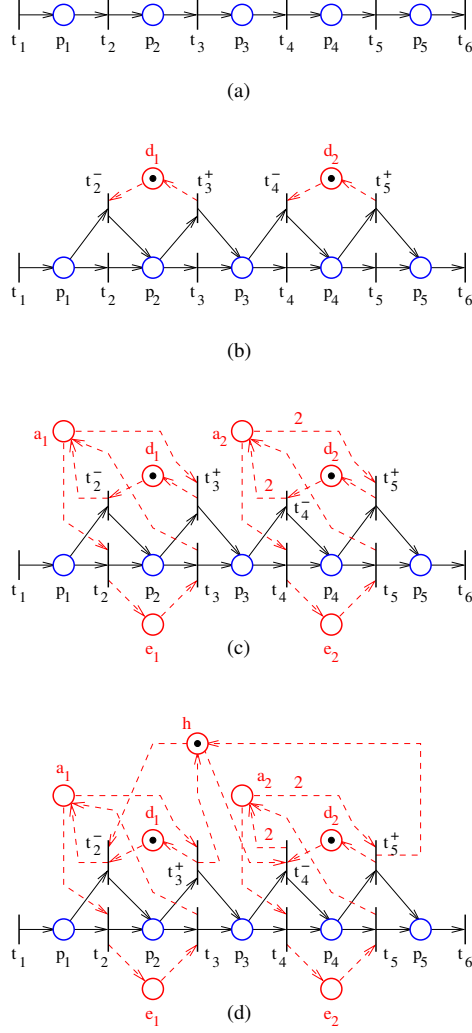 t₁ p₁ t₂ p₂ t₃ p₃ t₄ p₄ t₅ p₅ t₆
(a)
d₁ d₂
t₂⁻ t₃⁺ t₄⁻ t₅⁺
t₁ p₁ t₂ p₂ t₃ p₃ t₄ p₄ t₅ p₅ t₆
(b)
a₁ a₂ 2
d₁ d₂
t₂⁻ t₃⁺ 2 t₄⁻ t₅⁺
t₁ p₁ t₂ p₂ t₃ p₃ t₄ p₄ t₅ p₅ t₆
e₁ e₂
(c)
h
a₁ a₂ 2
d₁ d₂
t₂⁻ t₃⁺ 2 t₄⁻ t₅⁺
t₁ p₁ t₂ p₂ t₃ p₃ t₄ p₄ t₅ p₅ t₆
e₁ e₂
(d)